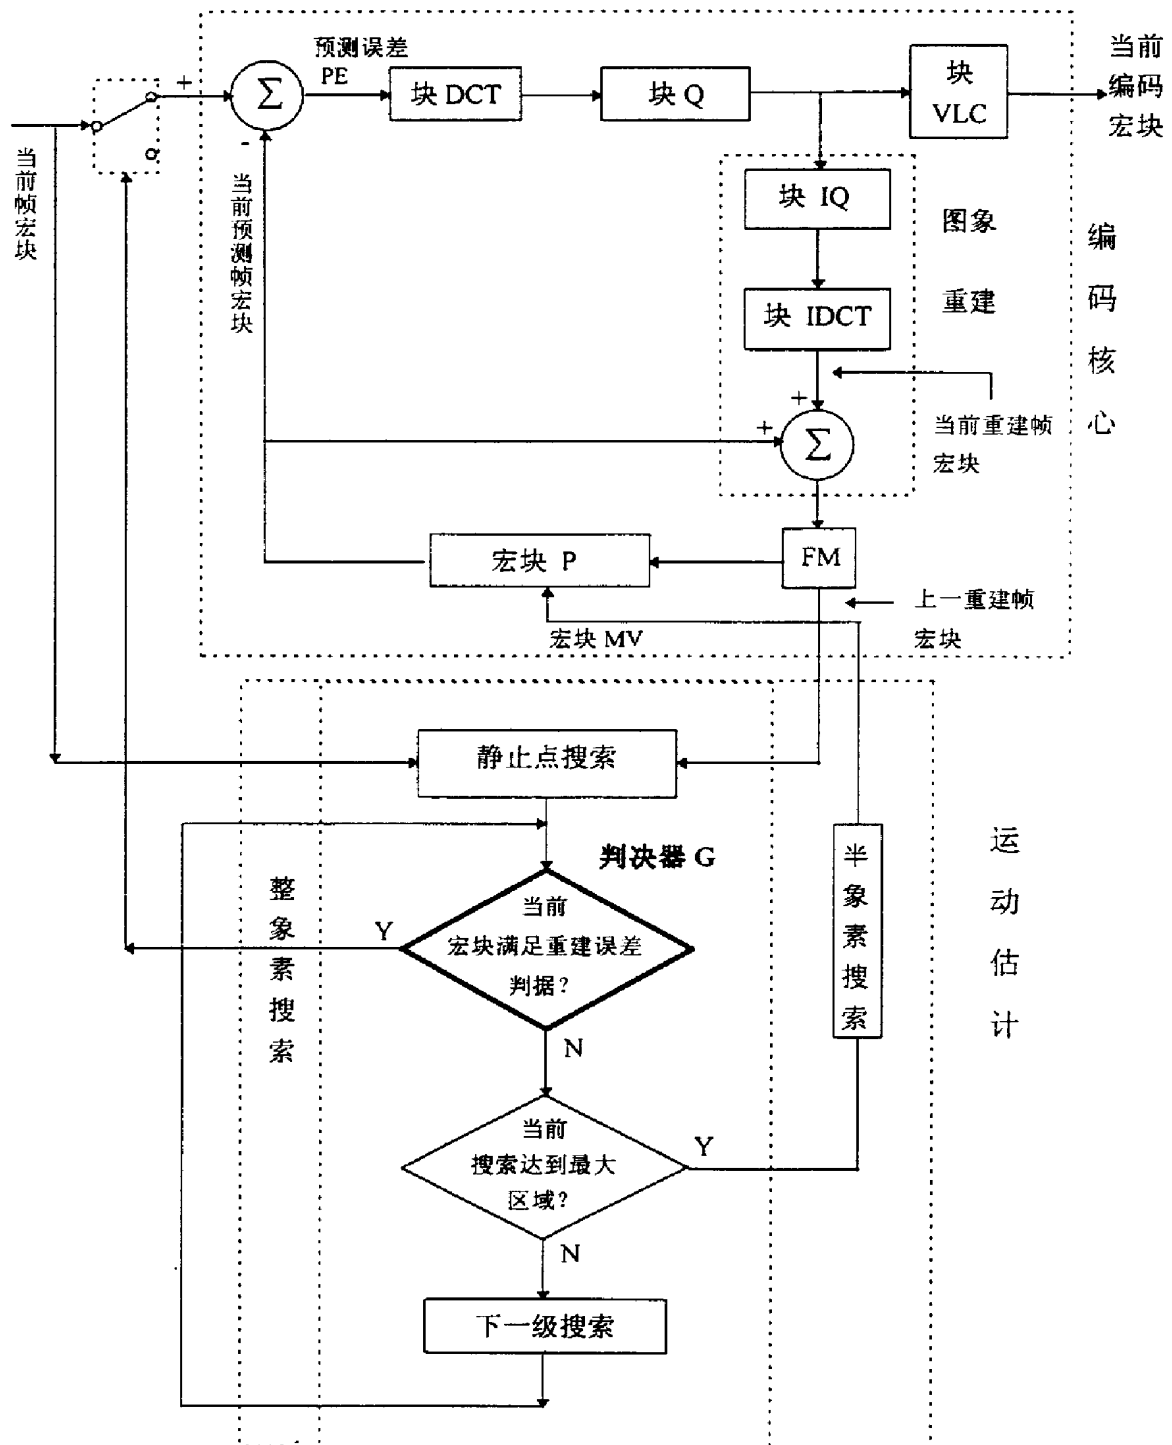 预测误差
PE
块 DCT
块 Q
块
VLC
当前
编码
宏块
+
Σ
-
当前帧宏块
当前预测帧宏块
块 IQ
图象
重建
块 IDCT
编码核心
+
+
Σ
当前重建帧
宏块
宏块 P
FM
上一重建帧
宏块
宏块 MV
静止点搜索
判决器 G
整象素搜索
当前
宏块满足重建误差
判据?
Y
N
半象素搜索
运动估计
当前
搜索达到最大
区域?
Y
N
下一级搜索